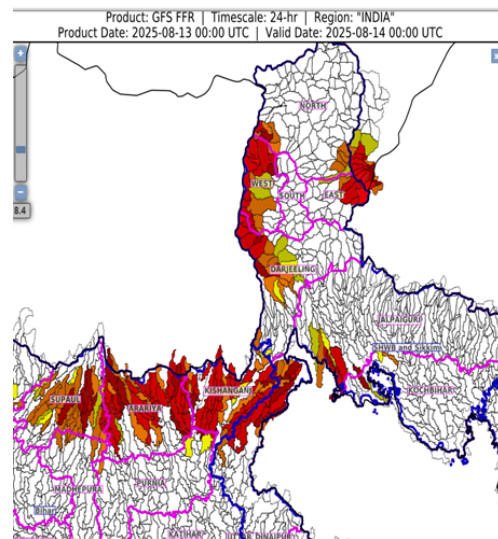 Product: GFS FFR | Timescale: 24-hr | Region: "INDIA"
Product Date: 2025-08-13 00:00 UTC | Valid Date: 2025-08-14 00:00 UTC
+
NORTH
WEST
SOUTH
EAST
−
8.4
DARJEELING
JALPAIGURI
SHWB and Sikkim
KISHANGANJ
KOCHBIHAR
SUPAUL
ARARIYA
PURNIA
MADHEPURA
Bihar
KATIHAR
UTTAR DINAJPUR